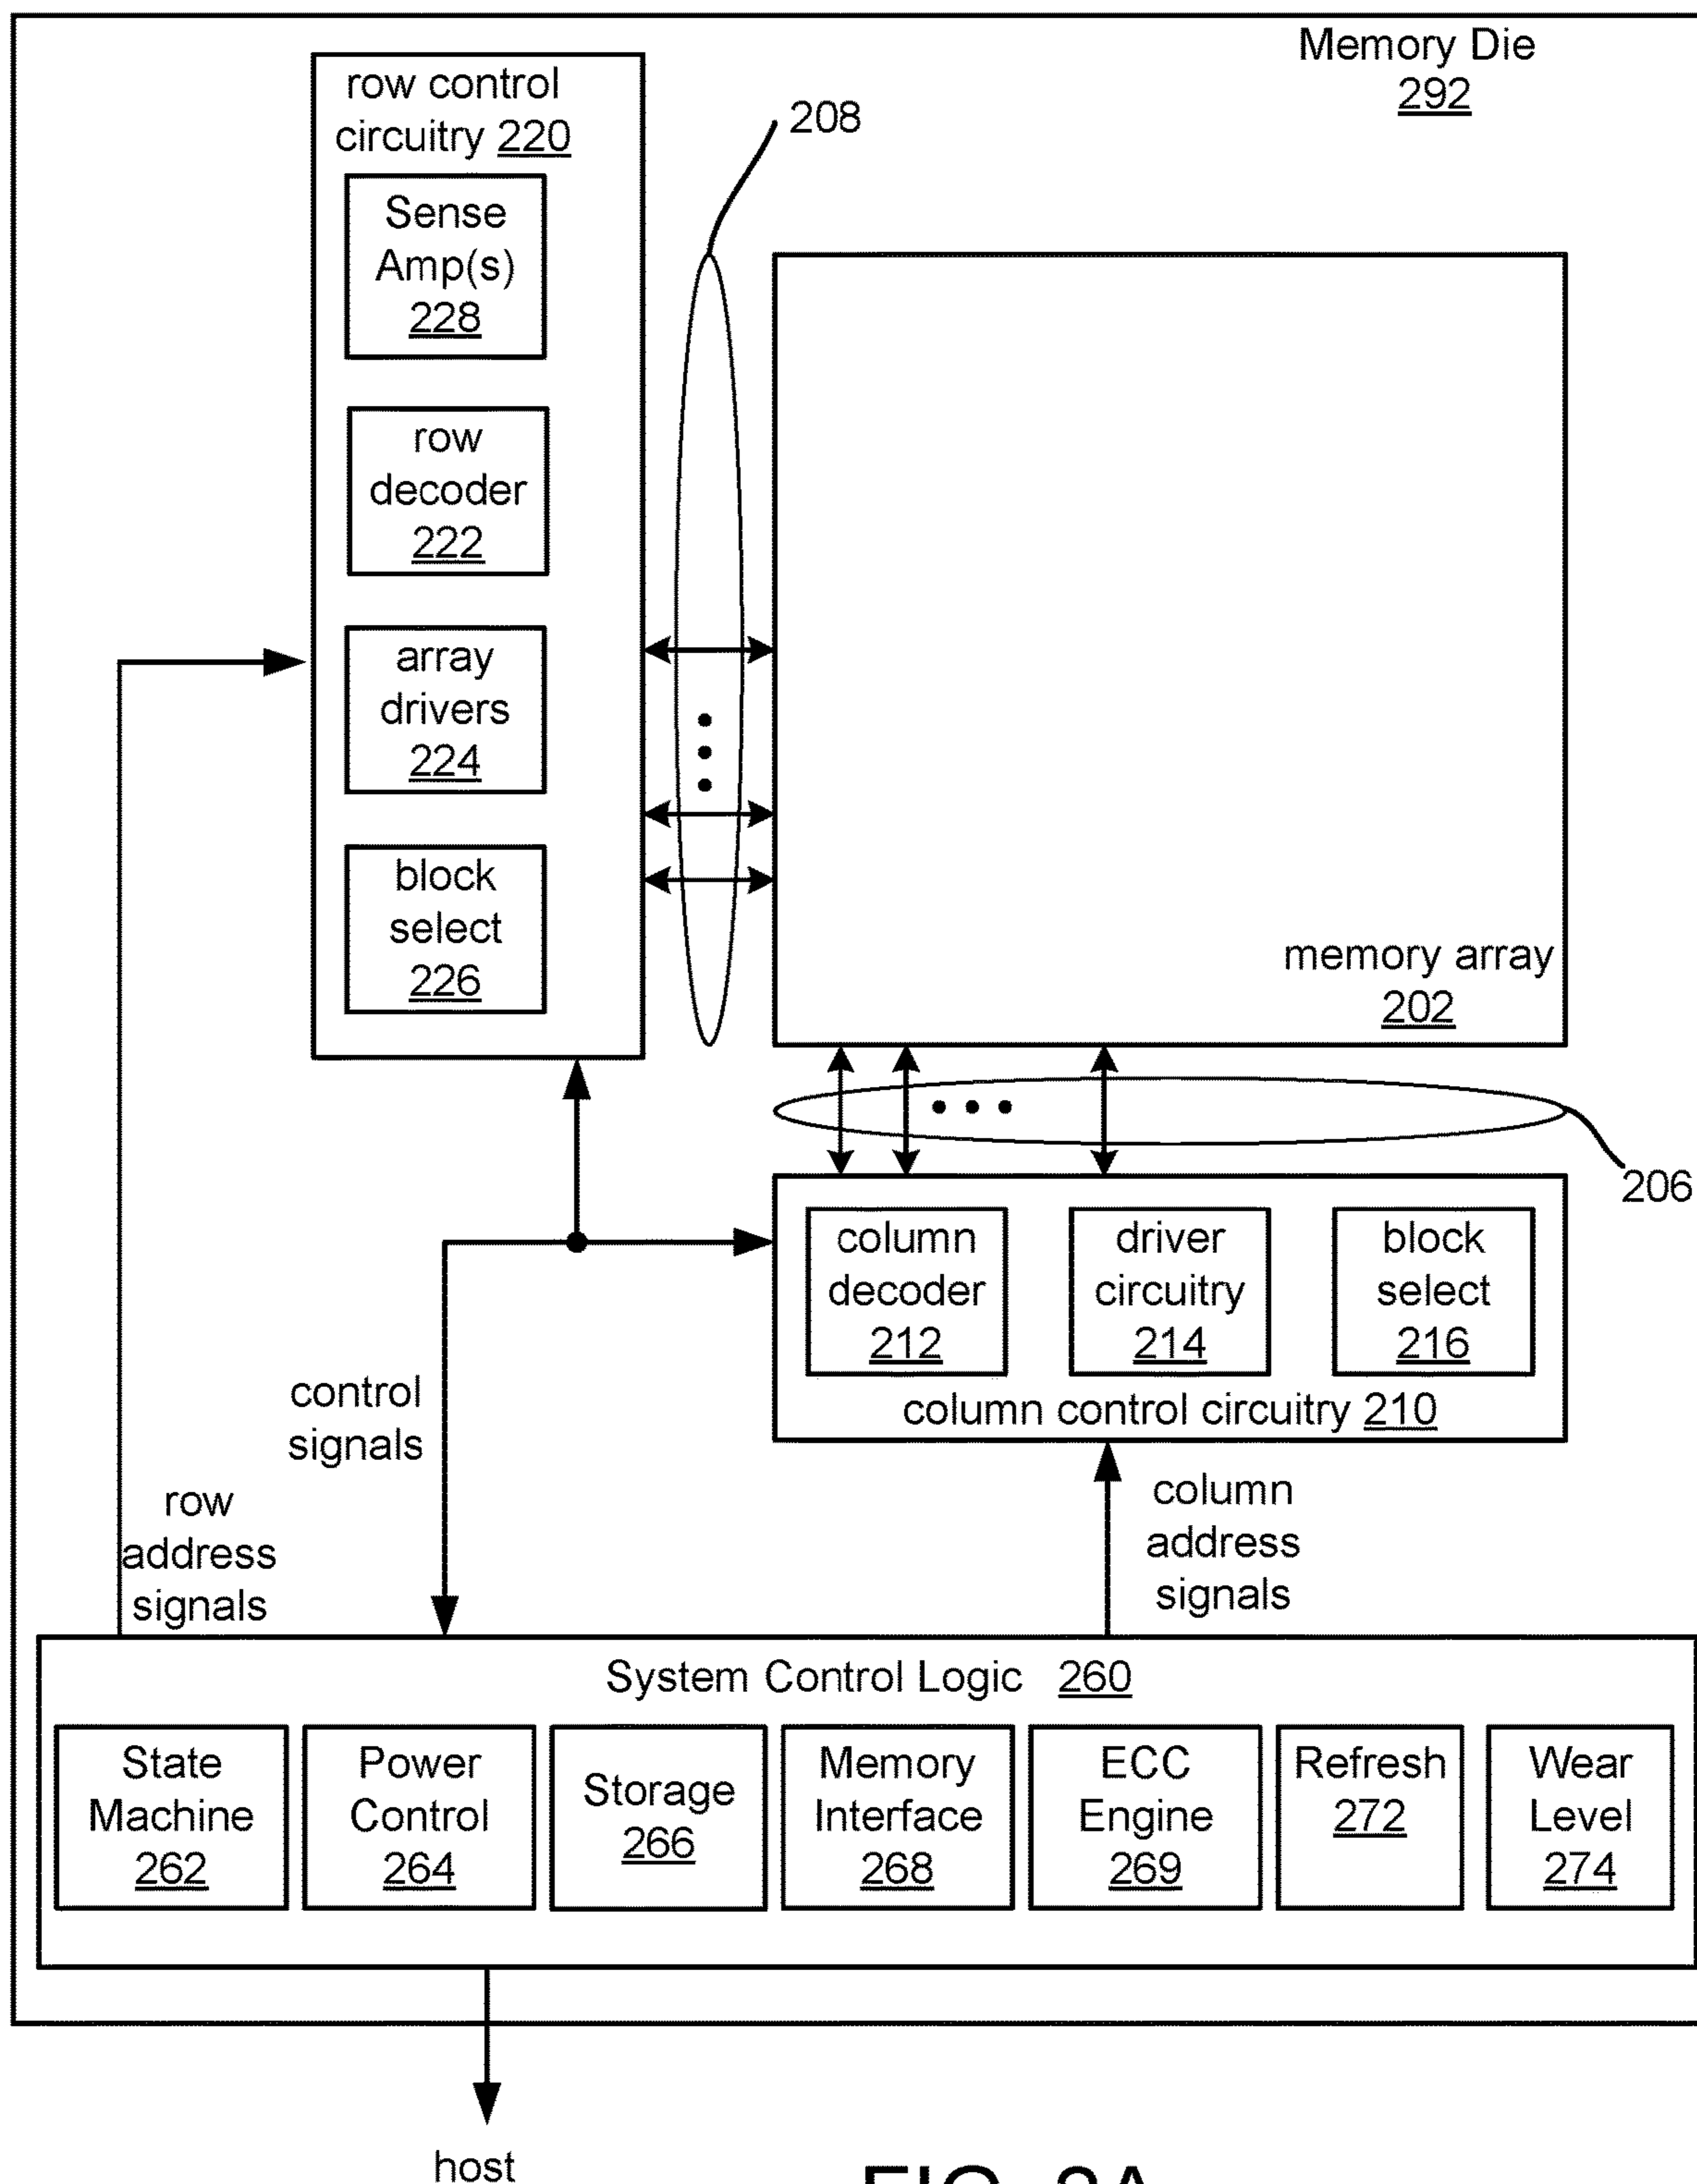 Memory Die
292
row control
circuitry 220
208
Sense
Amp(s)
228
row
decoder
222
array
drivers
224
block
select
226
memory array
202
206
column
decoder
212
driver
circuitry
214
block
select
216
column control circuitry 210
control
signals
row
address
signals
column
address
signals
System Control Logic 260
State
Machine
262
Power
Control
264
Storage
266
Memory
Interface
268
ECC
Engine
269
Refresh
272
Wear
Level
274
host
FIG. 2A